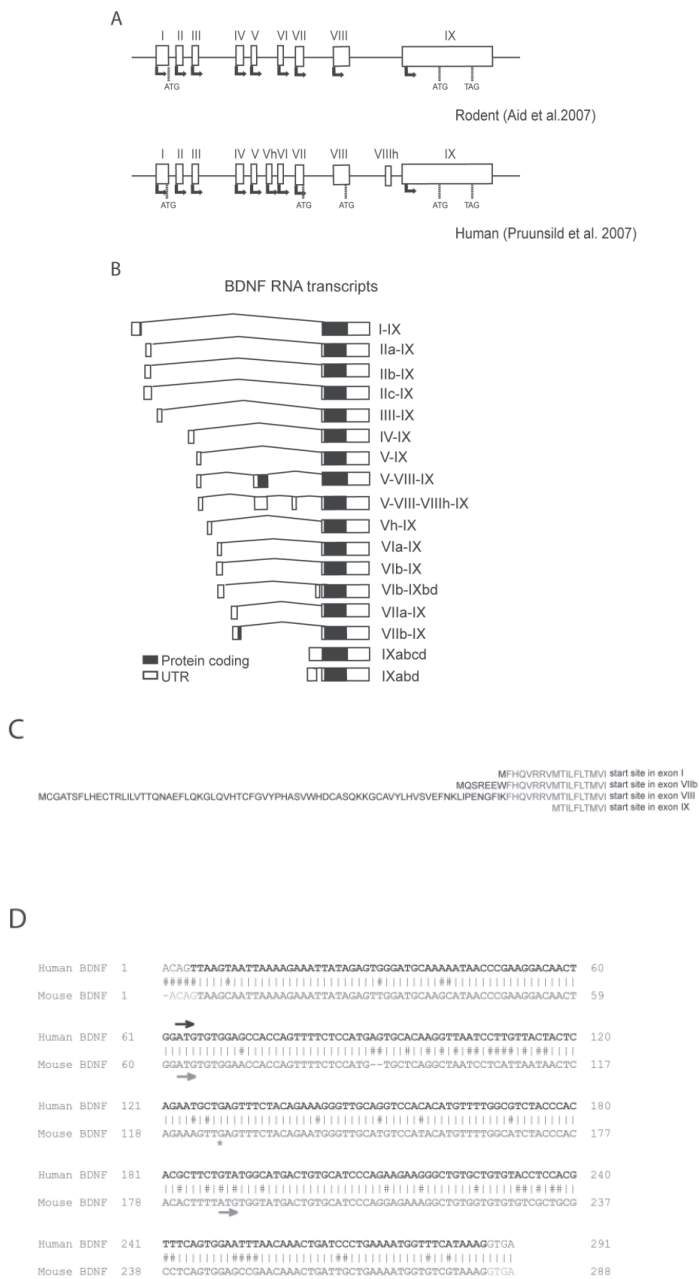 A
I II III IV V VI VII VIII IX
ATG ATG TAG
Rodent (Aid et al.2007)
I II III IV V Vh VI VII VIII VIIIh IX
ATG ATG ATG ATG TAG
Human (Pruunsild et al. 2007)
B
BDNF RNA transcripts
I-IX
IIa-IX
IIb-IX
IIc-IX
IIII-IX
IV-IX
V-IX
V-VIII-IX
V-VIII-VIIIh-IX
Vh-IX
VIa-IX
VIb-IX
VIb-IXbd
VIIa-IX
VIIb-IX
IXabcd
IXabd
Protein coding
UTR
C
MFHQVRRVMTILFLTMVI start site in exon I
MQSREEWFHQVRRVMTILFLTMVI start site in exon VIIb
MCGATSFLHECTRLILVTTQNAEFLQKGLQVHTCFGVYPHASVWHDCASQKKGCAVYLHVSVEFNKLIPENGFIKFHQVRRVMTILFLTMVI start site in exon VIII
MTILFLTMVI start site in exon IX
D
Human BDNF 1 ACAGTTAAGTAATTAAAAGAAATTATAGAGTGGGATGCAAAAATAACCCGAAGGACAACT 60
Mouse BDNF 1 -ACAGTAAGCAATTAAAAGAAATTATAGAGTTGGATGCAAGCATAACCCGAAGGACAACT 59
Human BDNF 61 GGATGTGTGGAGCCACCAGTTTTCTCCATGAGTGCACAAGGTTAATCCTTGTTACTACTC 120
Mouse BDNF 60 GGATGTGTGGAACCACCAGTTTTCTCCATG--TGCTCAGGCTAATCCTCATTAATAACTC 117
Human BDNF 121 AGAATGCTGAGTTTCTACAGAAAGGGTTGCAGGTCCACACATGTTTTGGCGTCTACCCAC 180
Mouse BDNF 118 AGAAAGTTGAGTTTCTACAGAATGGGTTGCATGTCCATACATGTTTTGGCATCTACCCAC 177
*
Human BDNF 181 ACGCTTCTGTATGGCATGACTGTGCATCCCAGAAGAAGGGCTGTGCTGTGTACCTCCACG 240
Mouse BDNF 178 ACACTTTTATGTGGTATGACTGTGCATCCCAGGAGAAAGGCTGTGGTGTGTGTCGCTGCG 237
Human BDNF 241 TTTCAGTGGAATTTAACAAACTGATCCCTGAAAATGGTTTCATAAAGGTGA 291
Mouse BDNF 238 CCTCAGTGGAGCCGAACAAACTGATTGCTGAAAATGGTGTCGTAAAGGTGA 288